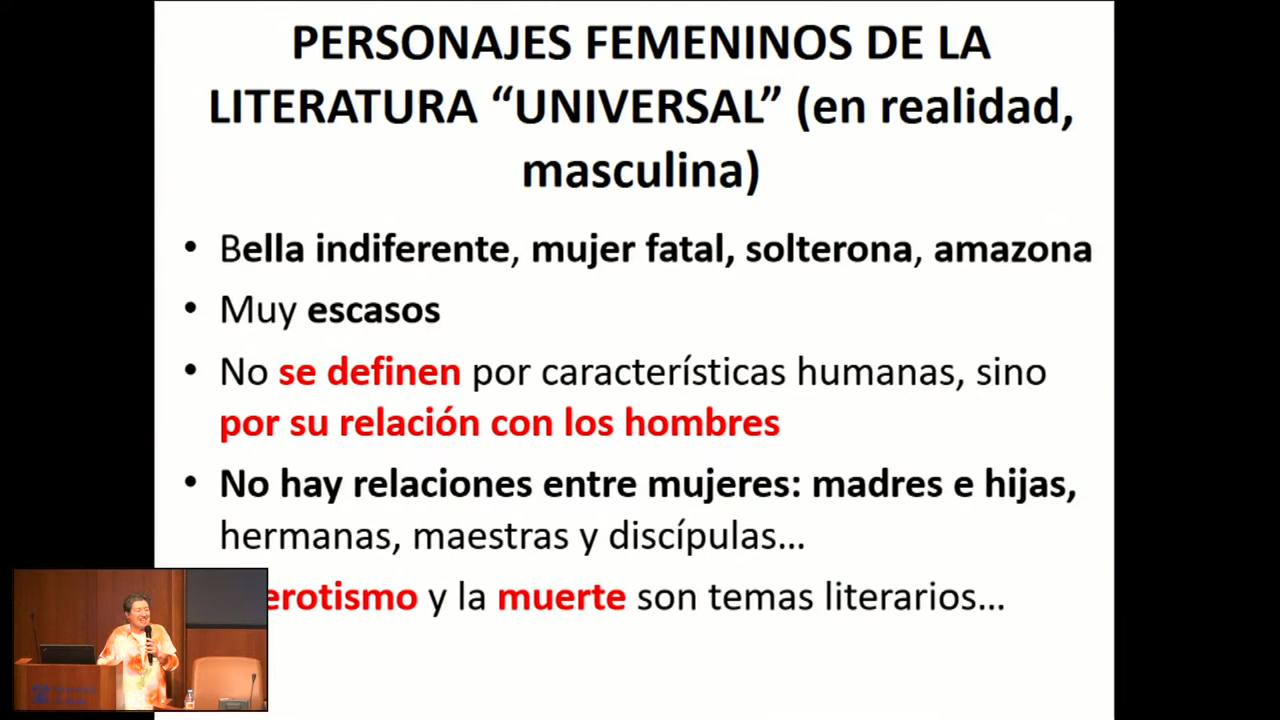 PERSONAJES FEMENINOS DE LA
LITERATURA “UNIVERSAL” (en realidad,
masculina)
• Bella indiferente, mujer fatal, solterona, amazona
• Muy escasos
• No se definen por características humanas, sino
por su relación con los hombres
• No hay relaciones entre mujeres: madres e hijas,
hermanas, maestras y discípulas…
erotismo y la muerte son temas literarios…